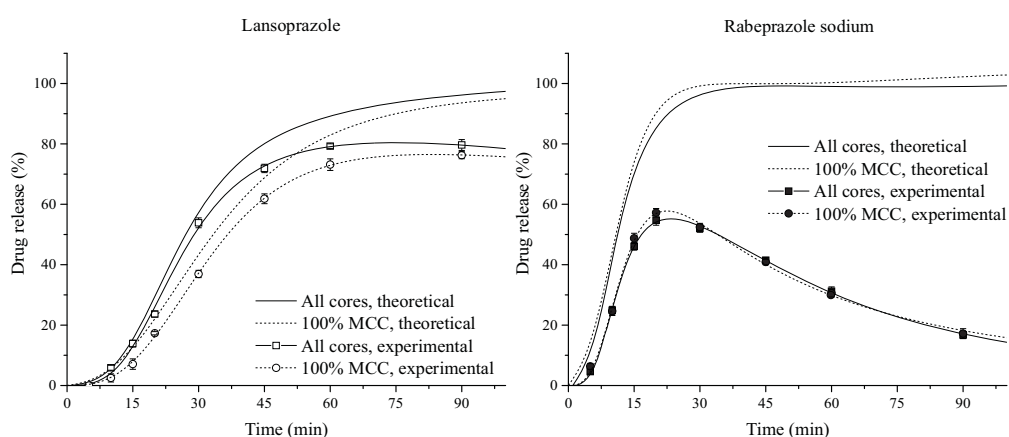 Lansoprazole
Drug release (%)
100
80
60
40
20
0
0 15 30 45 60 75 90
Time (min)
All cores, theoretical
100% MCC, theoretical
All cores, experimental
100% MCC, experimental
Rabeprazole sodium
Drug release (%)
100
80
60
40
20
0
0 15 30 45 60 75 90
Time (min)
All cores, theoretical
100% MCC, theoretical
All cores, experimental
100% MCC, experimental